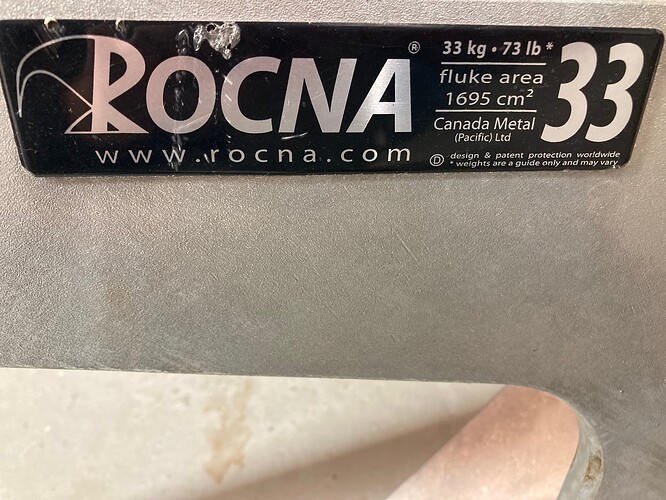 ROCNA®
www.rocna.com
33 kg • 73 lb *
fluke area
1695 cm²
Canada Metal
(Pacific) Ltd
33
Ⓓ design & patent protection worldwide
* weights are a guide only and may vary